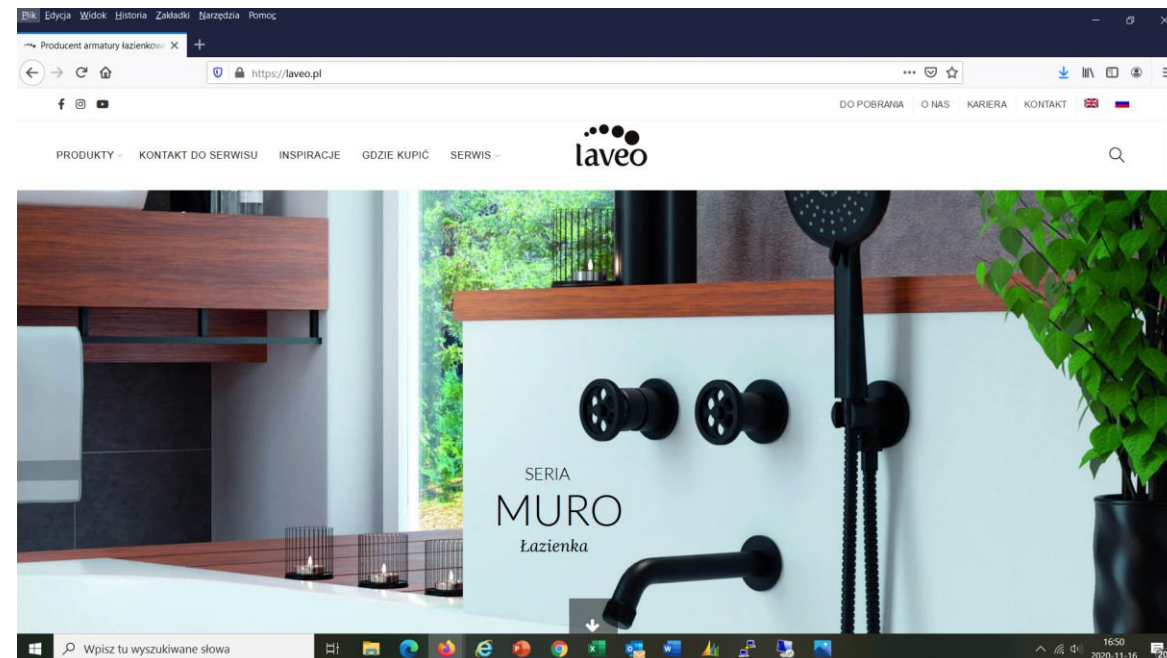 Plik Edycja Widok Historia Zakładki Narzędzia Pomoc
Producent armatury łazienkow
https://laveo.pl
DO POBRANIA O NAS KARIERA KONTAKT
PRODUKTY KONTAKT DO SERWISU INSPIRACJE GDZIE KUPIĆ SERWIS
laveo
SERIA
MURO
Łazienka
Wpisz tu wyszukiwane słowa
16:50
2020-11-16